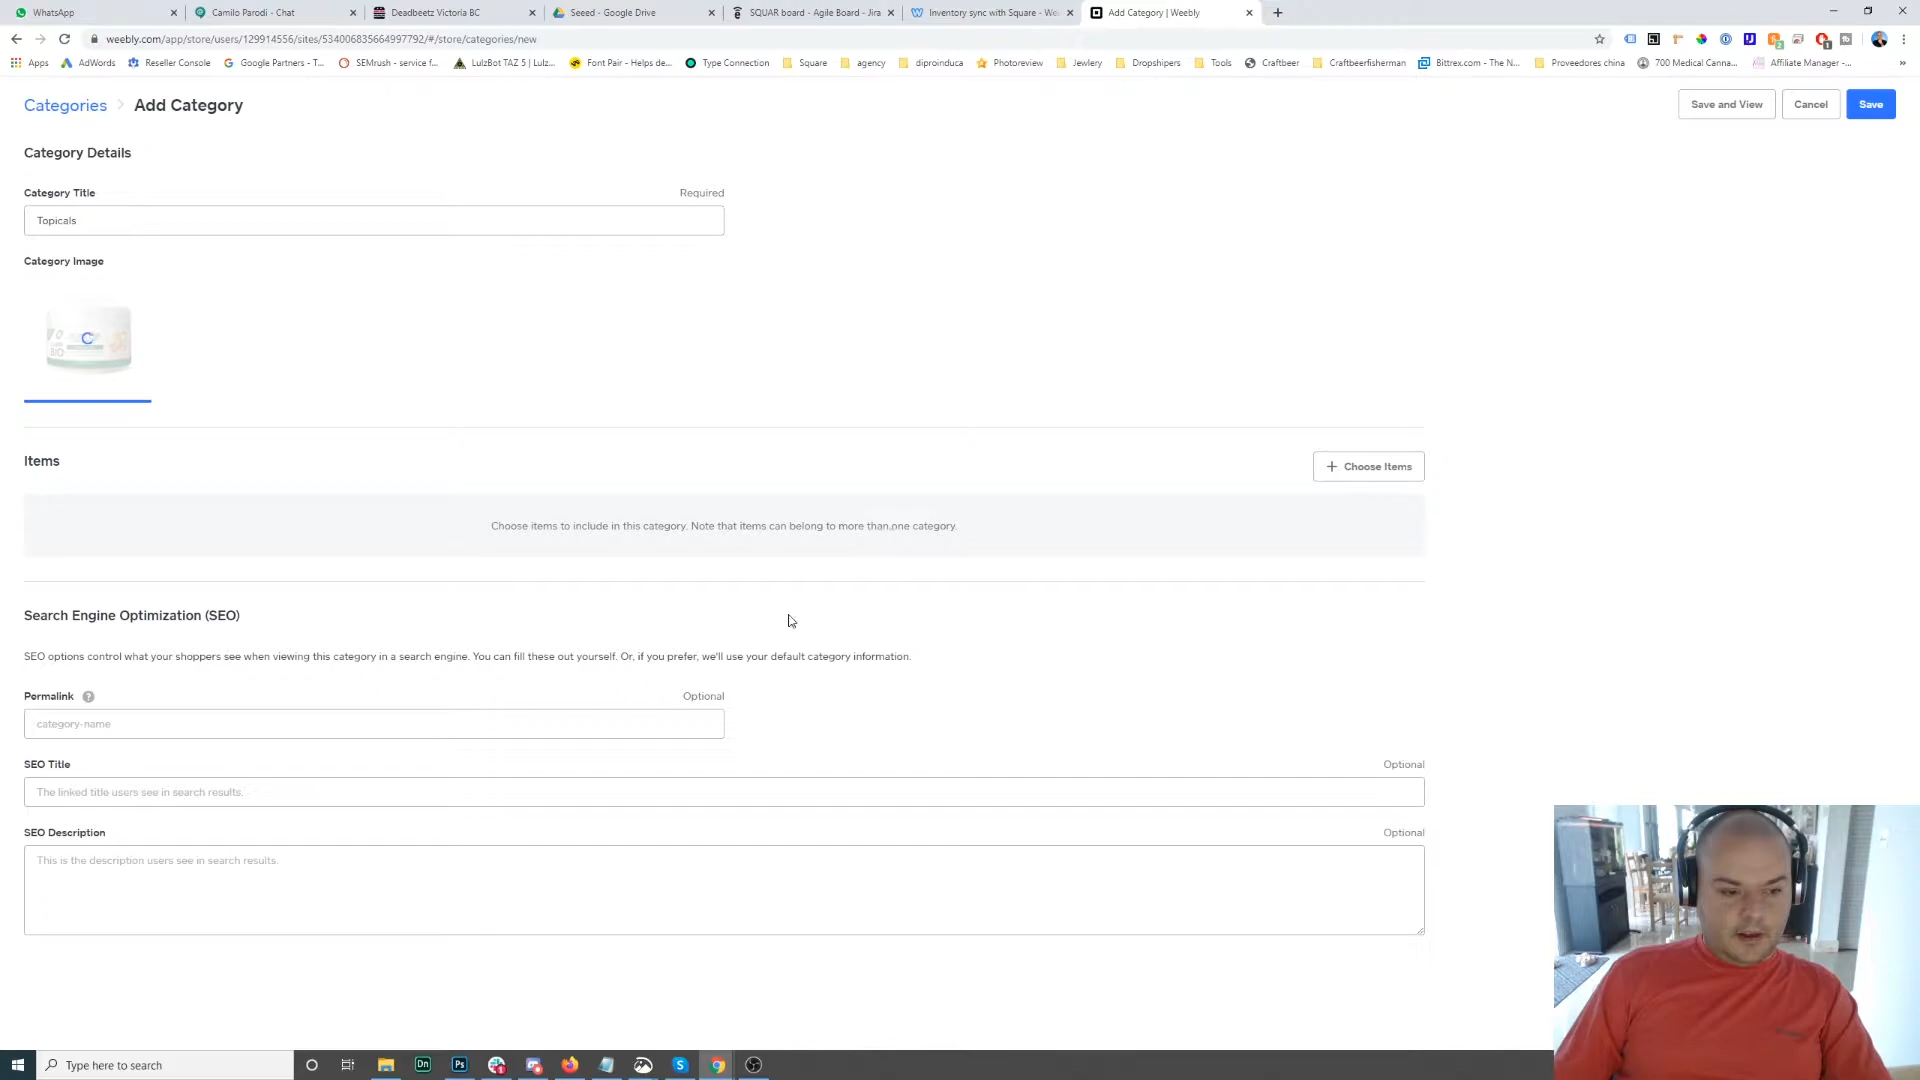 WhatsApp
Camilo Parodi - Chat
Deadbeetz Victoria BC
Seeed - Google Drive
SQUAR board - Agile Board - Jira
Inventory sync with Square - We
Add Category | Weebly
weebly.com/app/store/users/129914556/sites/534006835664997792/#/store/categories/new
Apps
AdWords
Reseller Console
Google Partners - T...
SEMrush - service f...
LulzBot TAZ 5 | Lulz...
Font Pair - Helps de...
Type Connection
Square
agency
diproinduca
Photoreview
Jewlery
Dropshipers
Tools
Craftbeer
Craftbeerfisherman
Bittrex.com - The N...
Proveedores china
700 Medical Canna...
Affiliate Manager -...
Categories > Add Category
Save and View
Cancel
Save
Category Details
Category Title
Required
Topicals
Category Image
BIO
Items
+ Choose Items
Choose items to include in this category. Note that items can belong to more than one category.
Search Engine Optimization (SEO)
SEO options control what your shoppers see when viewing this category in a search engine. You can fill these out yourself. Or, if you prefer, we'll use your default category information.
Permalink ?
Optional
category-name
SEO Title
Optional
The linked title users see in search results.
SEO Description
Optional
This is the description users see in search results.
Type here to search
Dn
Ps
S